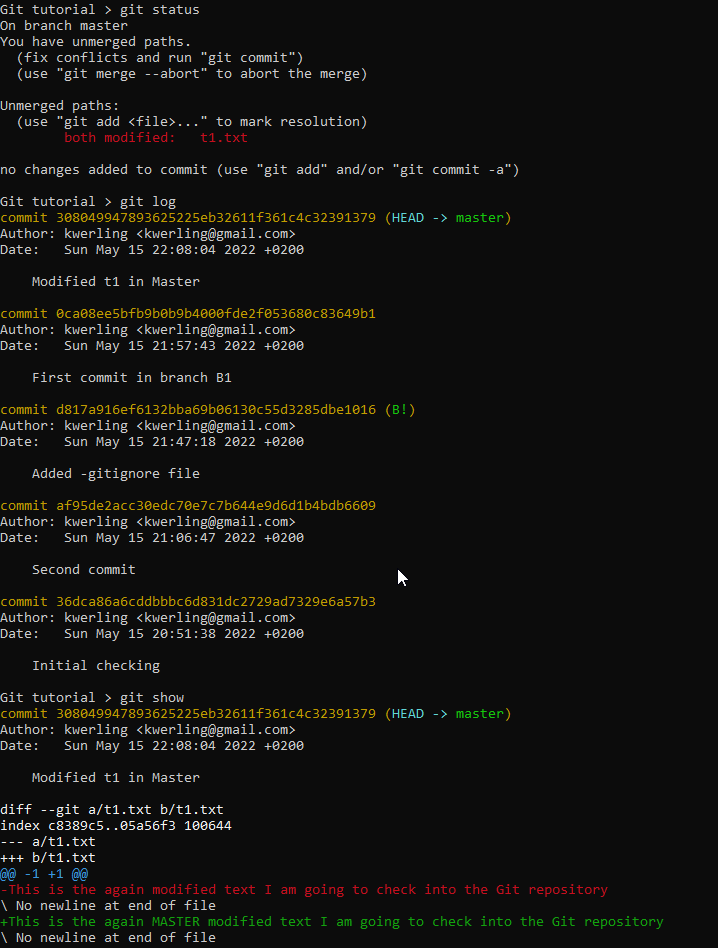 Git tutorial > git status
On branch master
You have unmerged paths.
  (fix conflicts and run "git commit")
  (use "git merge --abort" to abort the merge)

Unmerged paths:
  (use "git add <file>..." to mark resolution)
        both modified:   t1.txt

no changes added to commit (use "git add" and/or "git commit -a")

Git tutorial > git log
commit 308049947893625225eb32611f361c4c32391379 (HEAD -> master)
Author: kwerling <kwerling@gmail.com>
Date:   Sun May 15 22:08:04 2022 +0200

    Modified t1 in Master

commit 0ca08ee5bfb9b0b9b4000fde2f053680c83649b1
Author: kwerling <kwerling@gmail.com>
Date:   Sun May 15 21:57:43 2022 +0200

    First commit in branch B1

commit d817a916ef6132bba69b06130c55d3285dbe1016 (B!)
Author: kwerling <kwerling@gmail.com>
Date:   Sun May 15 21:47:18 2022 +0200

    Added -gitignore file

commit af95de2acc30edc70e7c7b644e9d6d1b4bdb6609
Author: kwerling <kwerling@gmail.com>
Date:   Sun May 15 21:06:47 2022 +0200

    Second commit

commit 36dca86a6cddbbbc6d831dc2729ad7329e6a57b3
Author: kwerling <kwerling@gmail.com>
Date:   Sun May 15 20:51:38 2022 +0200

    Initial checking

Git tutorial > git show
commit 308049947893625225eb32611f361c4c32391379 (HEAD -> master)
Author: kwerling <kwerling@gmail.com>
Date:   Sun May 15 22:08:04 2022 +0200

    Modified t1 in Master

diff --git a/t1.txt b/t1.txt
index c8389c5..05a56f3 100644
--- a/t1.txt
+++ b/t1.txt
@@ -1 +1 @@
-This is the again modified text I am going to check into the Git repository
\ No newline at end of file
+This is the again MASTER modified text I am going to check into the Git repository
\ No newline at end of file